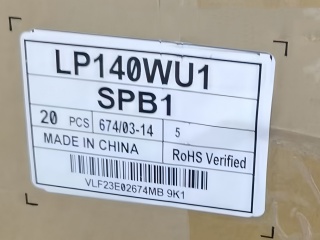 LP140WU1
SPB1
20 PCS 674/03-14 5
MADE IN CHINA RoHS Verified
VLF23E02674MB 9K1